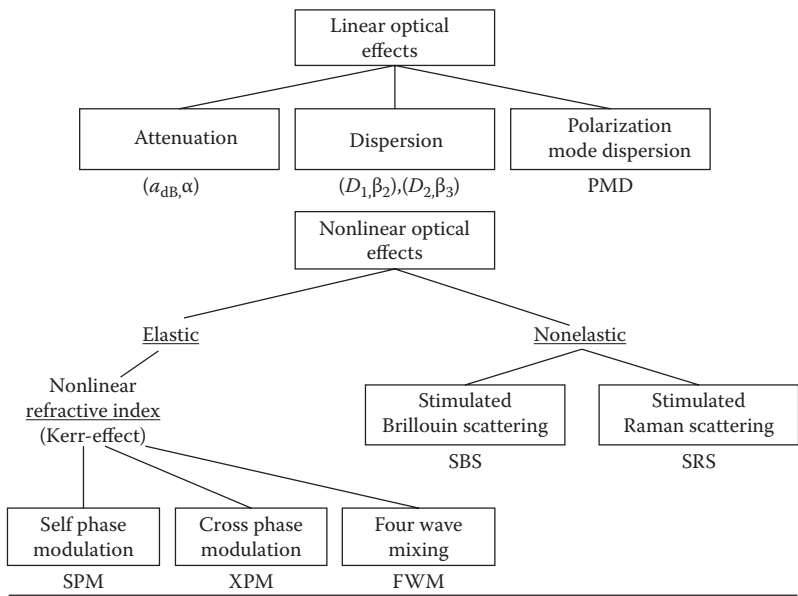 Linear optical
effects
Attenuation
Dispersion
Polarization
mode dispersion
(a_dB,α)
(D_1,β_2),(D_2,β_3)
PMD
Nonlinear optical
effects
Elastic
Nonelastic
Nonlinear
refractive index
(Kerr-effect)
Stimulated
Brillouin scattering
Stimulated
Raman scattering
SBS
SRS
Self phase
modulation
Cross phase
modulation
Four wave
mixing
SPM
XPM
FWM